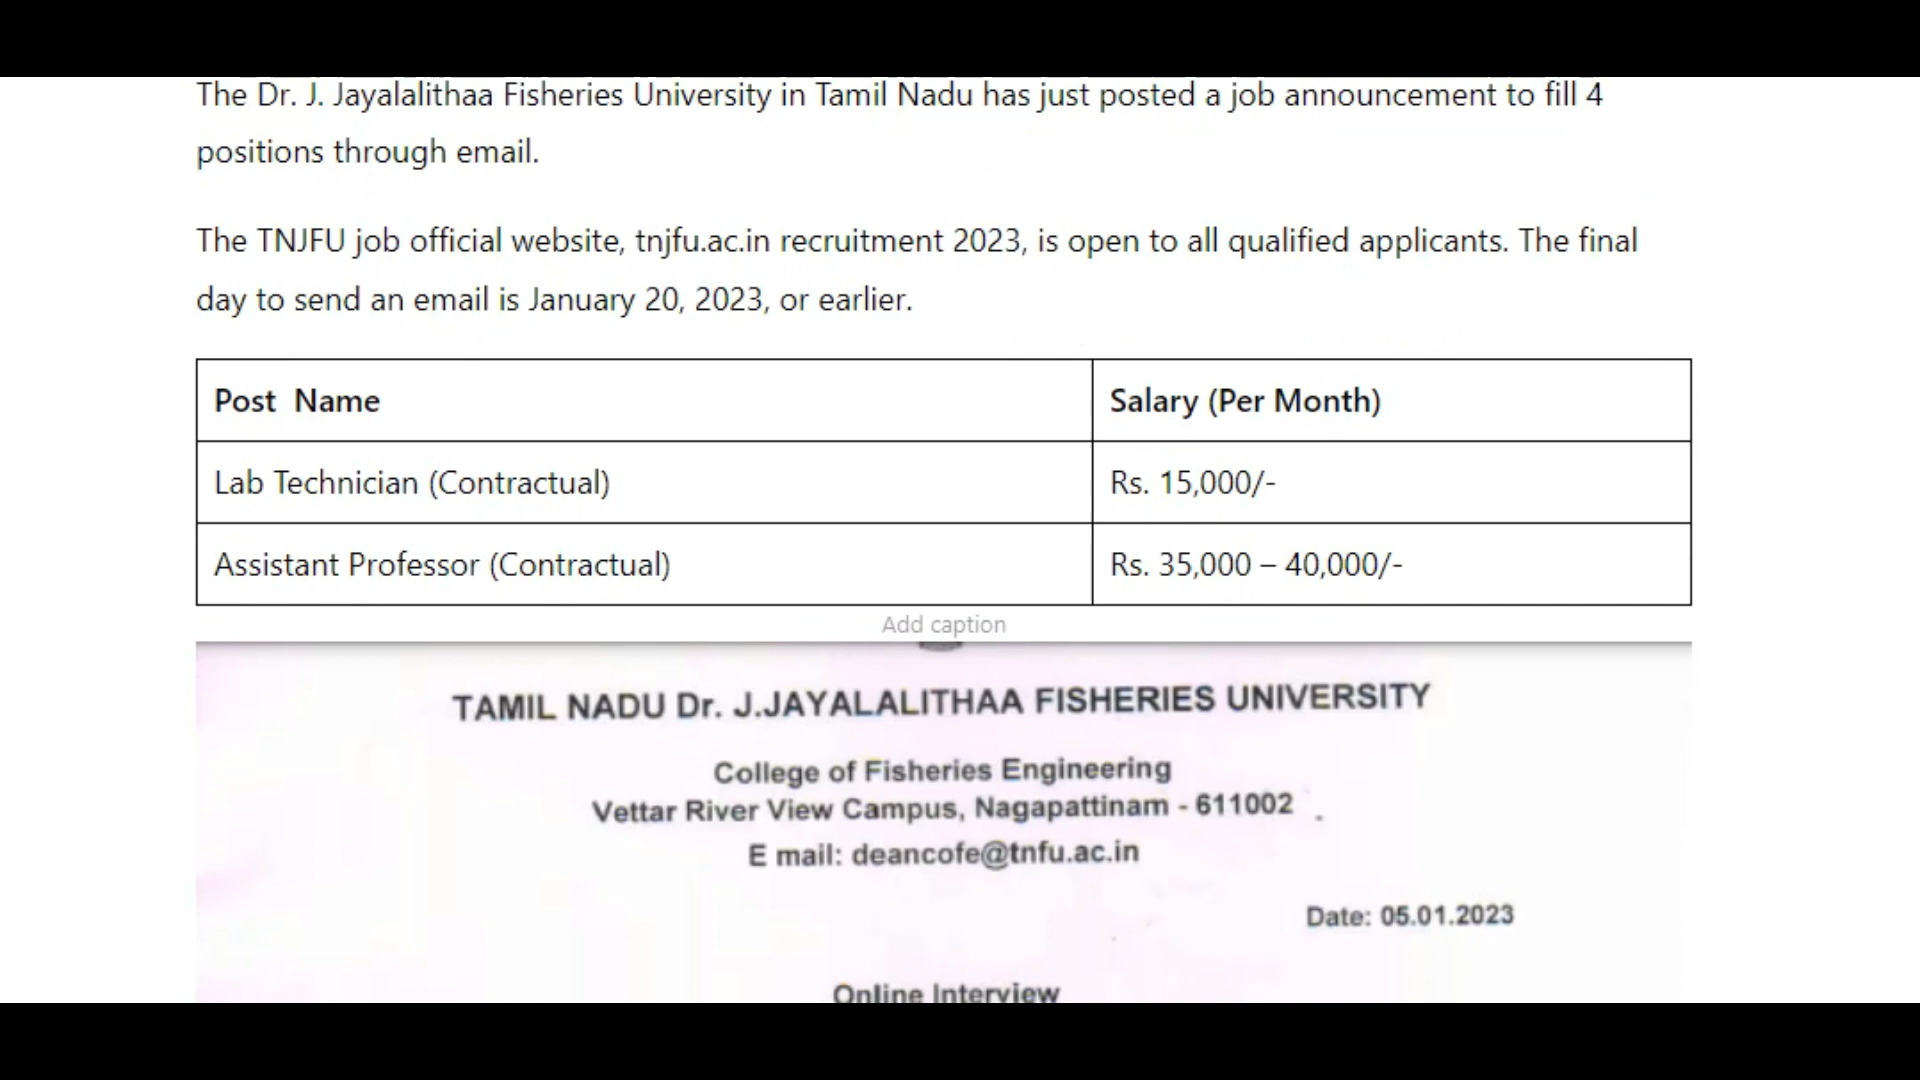 The Dr. J. Jayalalithaa Fisheries University in Tamil Nadu has just posted a job announcement to fill 4
positions through email.
The TNJFU job official website, tnjfu.ac.in recruitment 2023, is open to all qualified applicants. The final
day to send an email is January 20, 2023, or earlier.
Post Name Salary (Per Month)
Lab Technician (Contractual) Rs. 15,000/-
Assistant Professor (Contractual) Rs. 35,000 – 40,000/-
Add caption
TAMIL NADU Dr. J.JAYALALITHAA FISHERIES UNIVERSITY
College of Fisheries Engineering
Vettar River View Campus, Nagapattinam - 611002
E mail: deancofe@tnfu.ac.in
Date: 05.01.2023
Online Interview